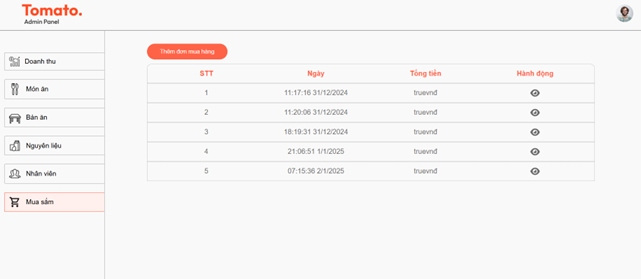 Tomato.
Admin Panel
Doanh thu
Món ăn
Bàn ăn
Nguyên liệu
Nhân viên
Mua sắm
Thêm đơn mua hàng
STT Ngày Tổng tiền Hành động
1 11:17:16 31/12/2024 truevnđ
2 11:20:06 31/12/2024 truevnđ
3 18:19:31 31/12/2024 truevnđ
4 21:06:51 1/1/2025 truevnđ
5 07:15:36 2/1/2025 truevnđ